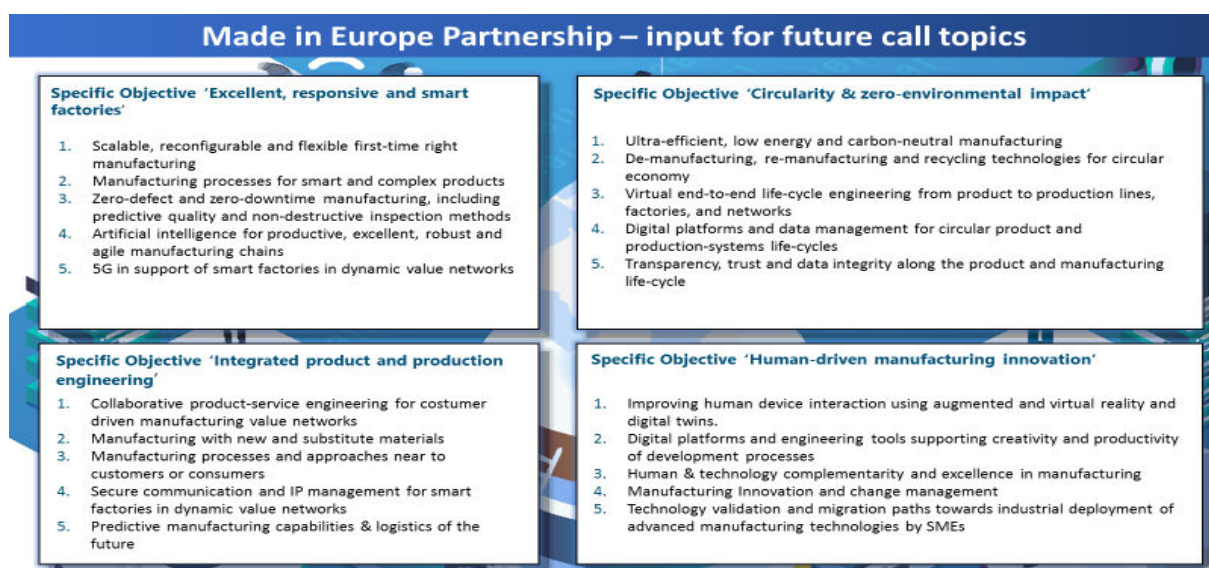 Made in Europe Partnership – input for future call topics
Specific Objective ‘Excellent, responsive and smart
factories’
1. Scalable, reconfigurable and flexible first-time right
manufacturing
2. Manufacturing processes for smart and complex products
3. Zero-defect and zero-downtime manufacturing, including
predictive quality and non-destructive inspection methods
4. Artificial intelligence for productive, excellent, robust and
agile manufacturing chains
5. 5G in support of smart factories in dynamic value networks
Specific Objective ‘Circularity & zero-environmental impact’
1. Ultra-efficient, low energy and carbon-neutral manufacturing
2. De-manufacturing, re-manufacturing and recycling technologies for circular
economy
3. Virtual end-to-end life-cycle engineering from product to production lines,
factories, and networks
4. Digital platforms and data management for circular product and
production-systems life-cycles
5. Transparency, trust and data integrity along the product and manufacturing
life-cycle
Specific Objective ‘Integrated product and production
engineering’
1. Collaborative product-service engineering for costumer
driven manufacturing value networks
2. Manufacturing with new and substitute materials
3. Manufacturing processes and approaches near to
customers or consumers
4. Secure communication and IP management for smart
factories in dynamic value networks
5. Predictive manufacturing capabilities & logistics of the
future
Specific Objective ‘Human-driven manufacturing innovation’
1. Improving human device interaction using augmented and virtual reality and
digital twins.
2. Digital platforms and engineering tools supporting creativity and productivity
of development processes
3. Human & technology complementarity and excellence in manufacturing
4. Manufacturing Innovation and change management
5. Technology validation and migration paths towards industrial deployment of
advanced manufacturing technologies by SMEs